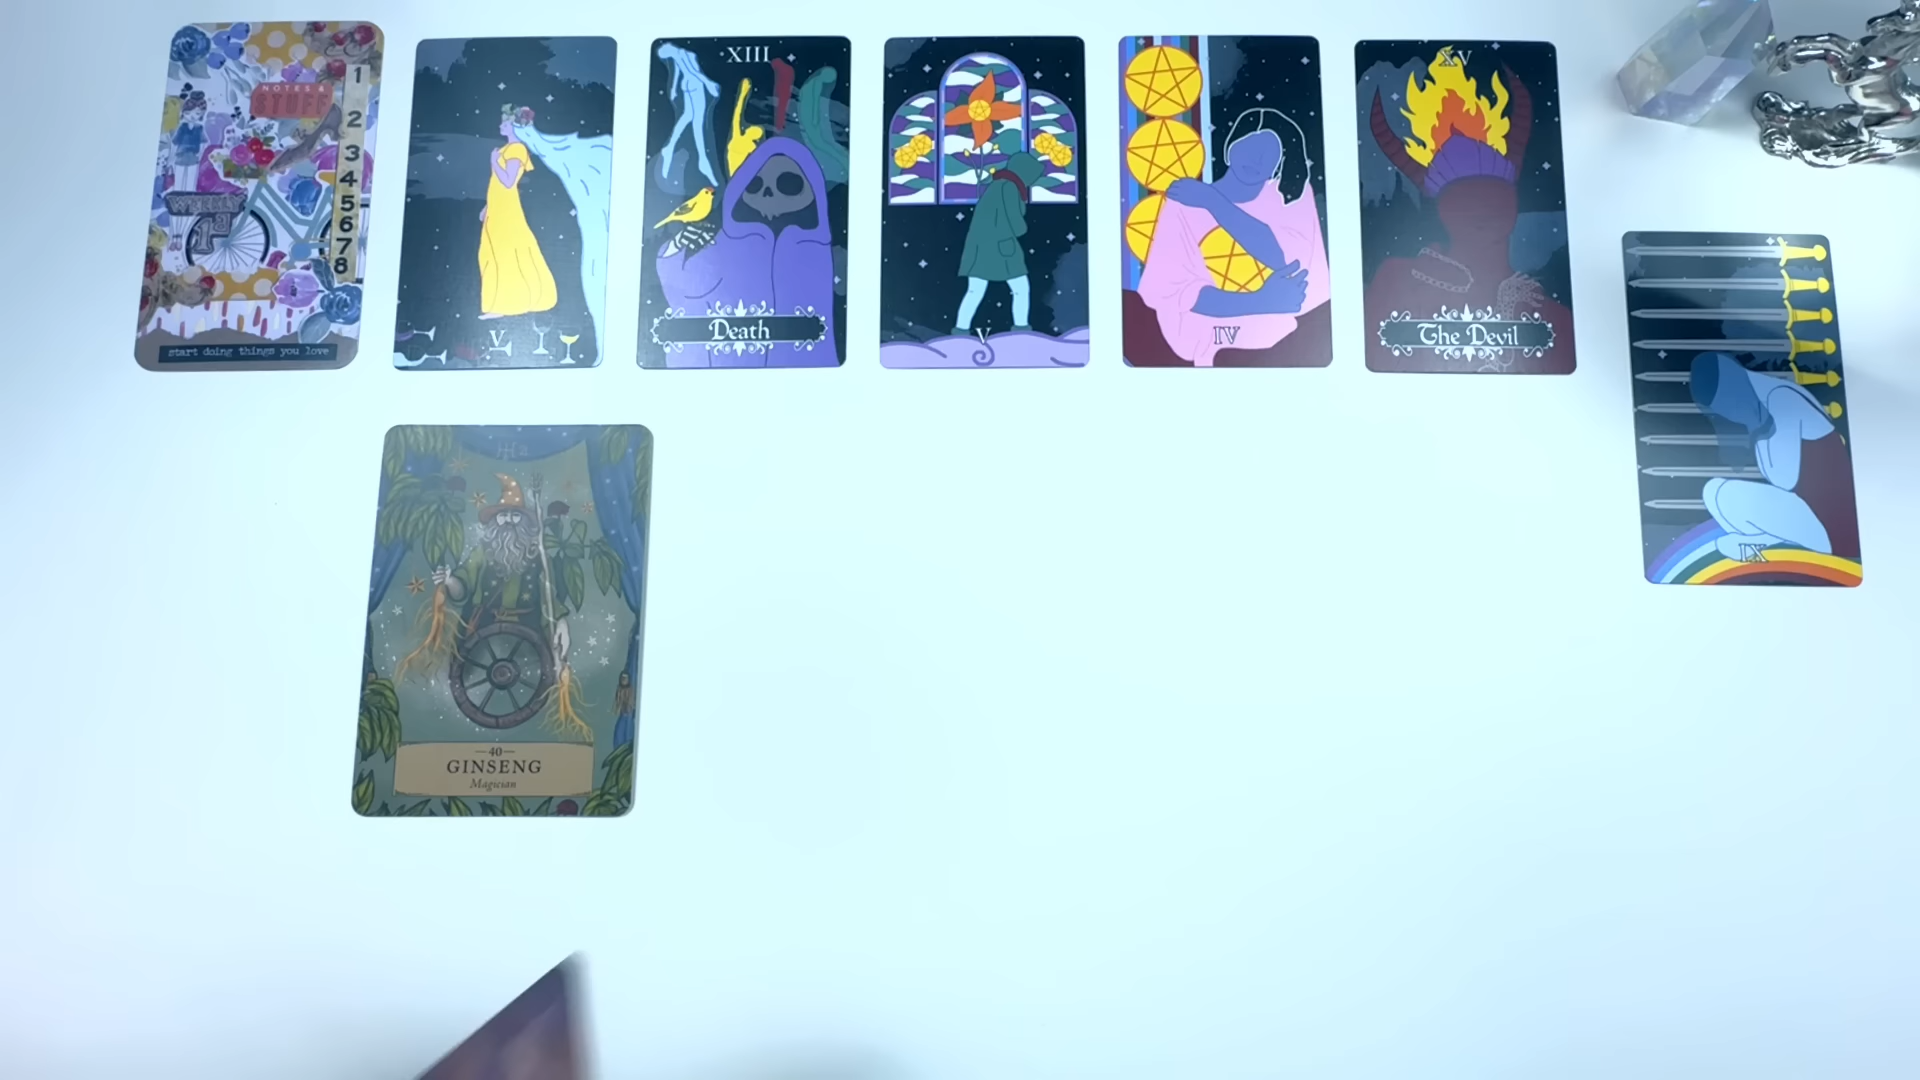 NOTES &
STUFF
1
2
3
4
5
6
7
8
WEEKLY
start doing things you love
V
XIII
Death
V
IV
XV
The Devil
IX
—40—
GINSENG
Magician